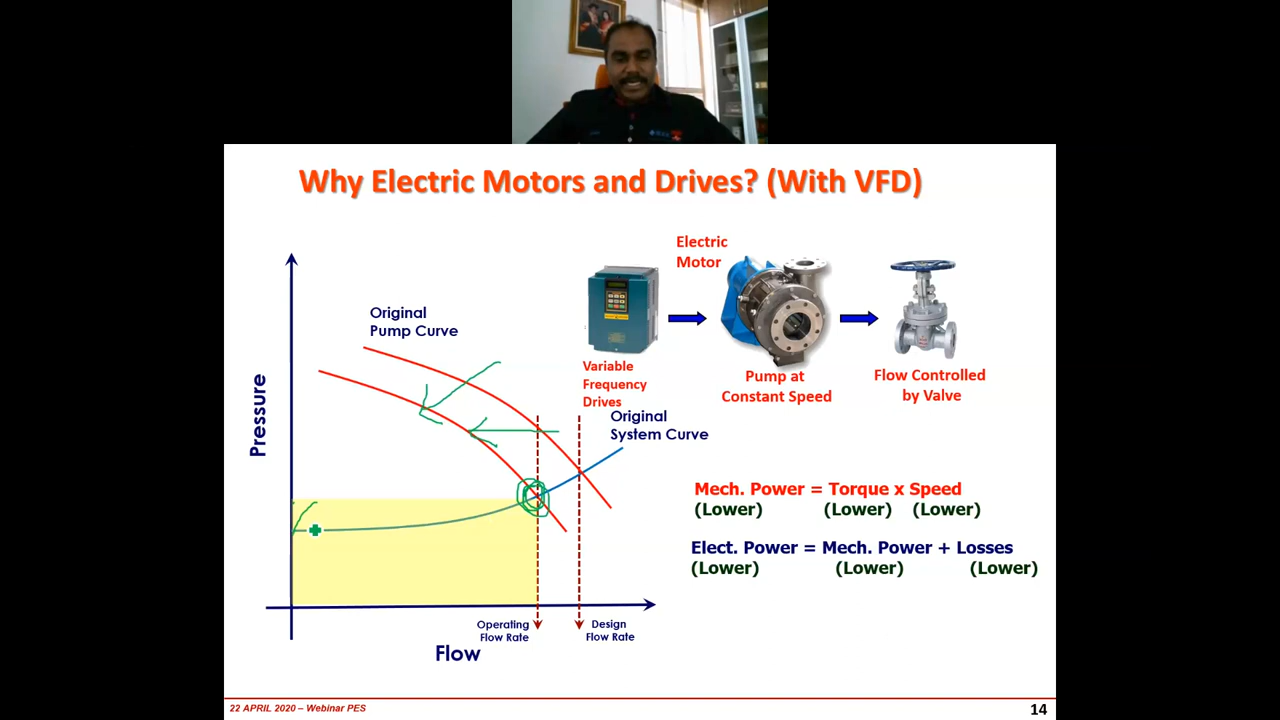 Why Electric Motors and Drives? (With VFD)
Electric
Motor
Original
Pump Curve
Variable
Frequency
Drives
Pump at
Constant Speed
Flow Controlled
by Valve
Original
System Curve
Pressure
Mech. Power = Torque x Speed
(Lower) (Lower) (Lower)
Elect. Power = Mech. Power + Losses
(Lower) (Lower) (Lower)
Operating
Flow Rate
Design
Flow Rate
Flow
22 APRIL 2020 – Webinar PES
14